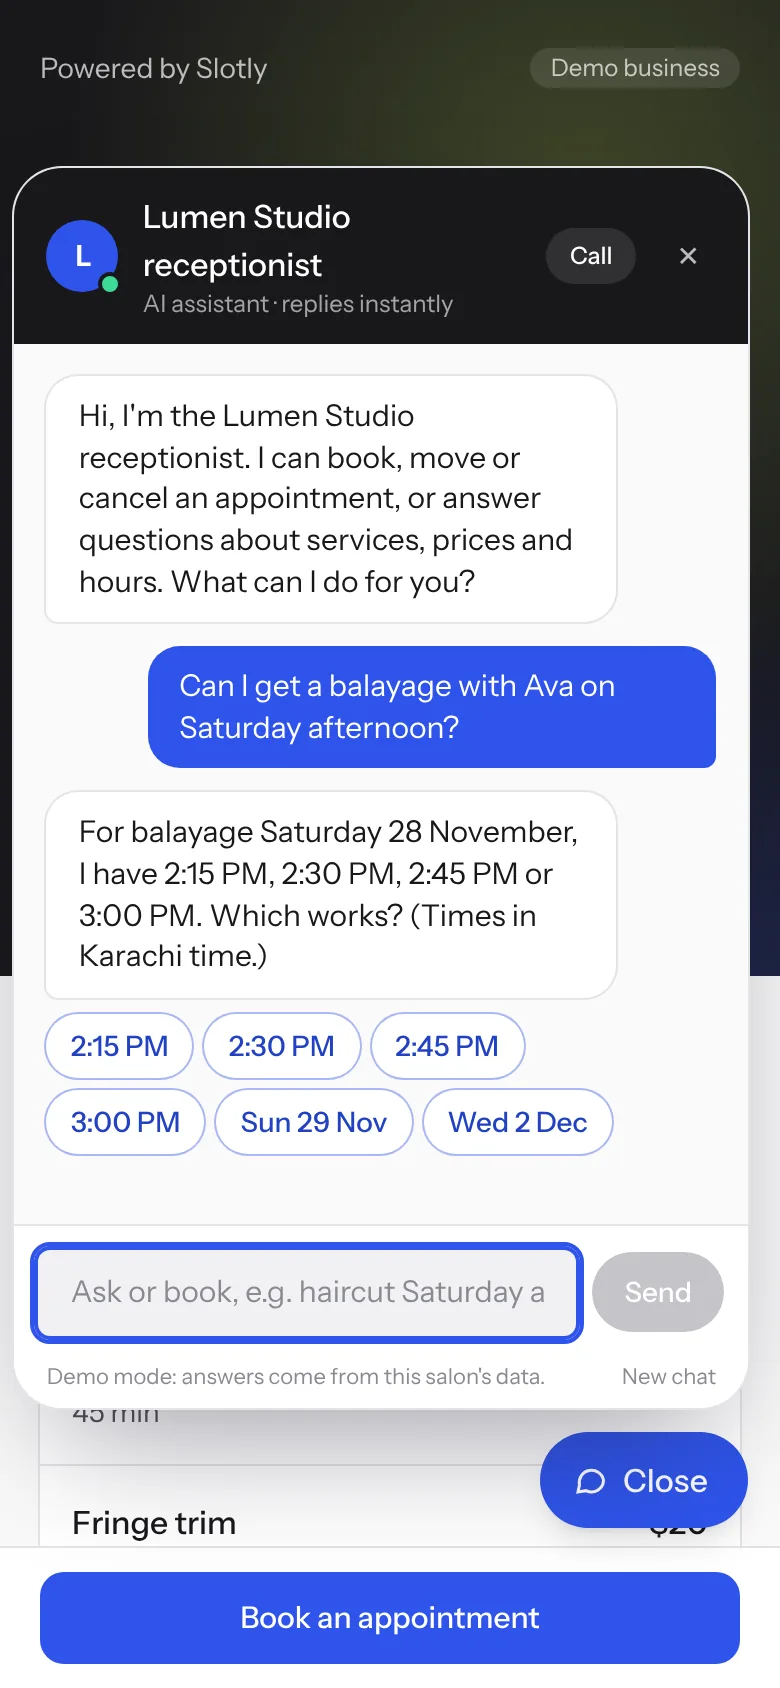 Powered by Slotly
Demo business
L
Lumen Studio
receptionist
AI assistant · replies instantly
Call
×
Hi, I'm the Lumen Studio
receptionist. I can book, move or
cancel an appointment, or answer
questions about services, prices and
hours. What can I do for you?
Can I get a balayage with Ava on
Saturday afternoon?
For balayage Saturday 28 November,
I have 2:15 PM, 2:30 PM, 2:45 PM or
3:00 PM. Which works? (Times in
Karachi time.)
2:15 PM
2:30 PM
2:45 PM
3:00 PM
Sun 29 Nov
Wed 2 Dec
Ask or book, e.g. haircut Saturday a
Send
Demo mode: answers come from this salon's data.
New chat
45 min
Close
Fringe trim
Book an appointment